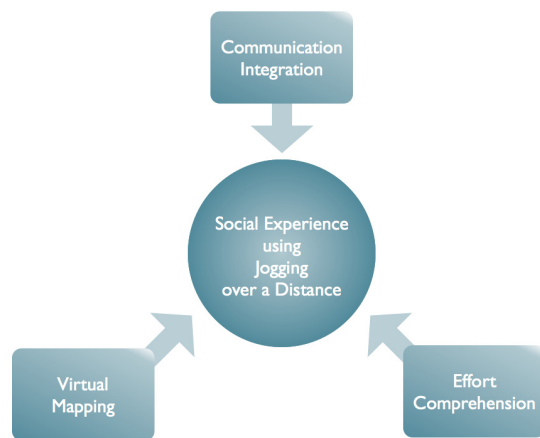 Communication
Integration
Social Experience
using
Jogging
over a Distance
Virtual
Mapping
Effort
Comprehension